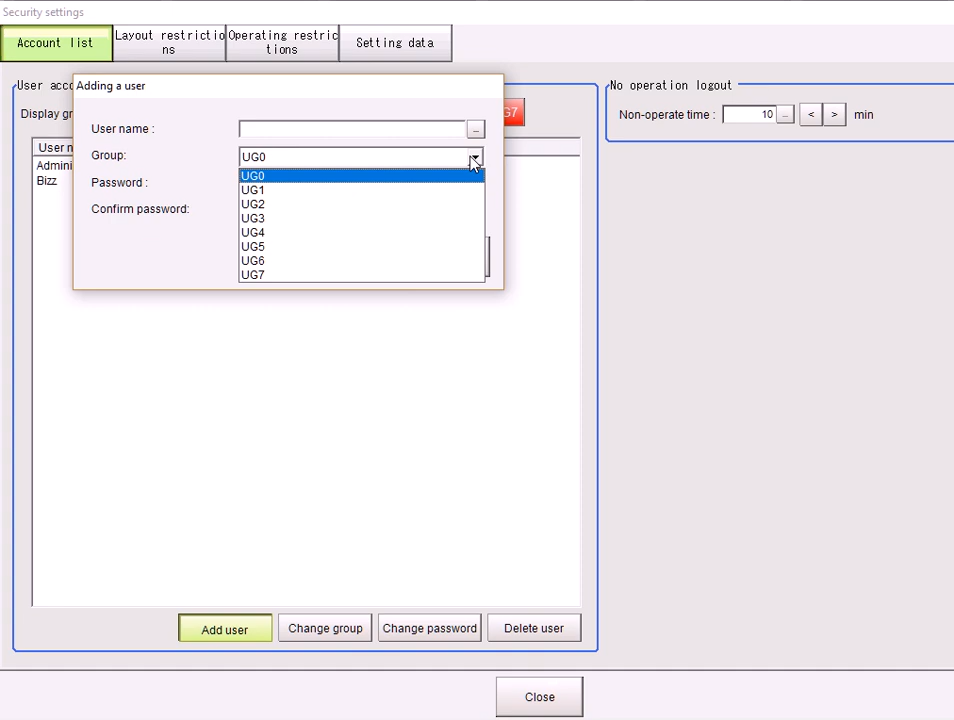 Security settings
Account list
Layout restrictio
ns
Operating restric
tions
Setting data
User acc
Adding a user
No operation logout
Display gr
G7
Non-operate time :
10
...
<
>
min
User name :
...
User n
Group:
UG0
Admini
Bizz
Password :
Confirm password:
UG0
UG1
UG2
UG3
UG4
UG5
UG6
UG7
Add user
Change group
Change password
Delete user
Close